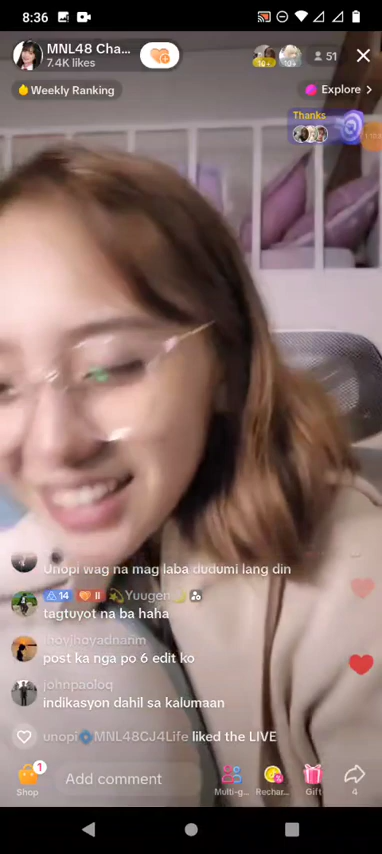 8:36
MNL48 Cha...
7.4K likes
51
Weekly Ranking
Explore
Thanks
Unopi wag na mag laba dudumi lang din
14
II
Yuugen
tagtuyot na ba haha
post ka nga po 6 edit ko
johnpaoloq
indikasyon dahil sa kalumaan
unopi MNL48CJ4Life liked the LIVE
1
Add comment
Shop
Multi-g...
Rechar...
Gift
4